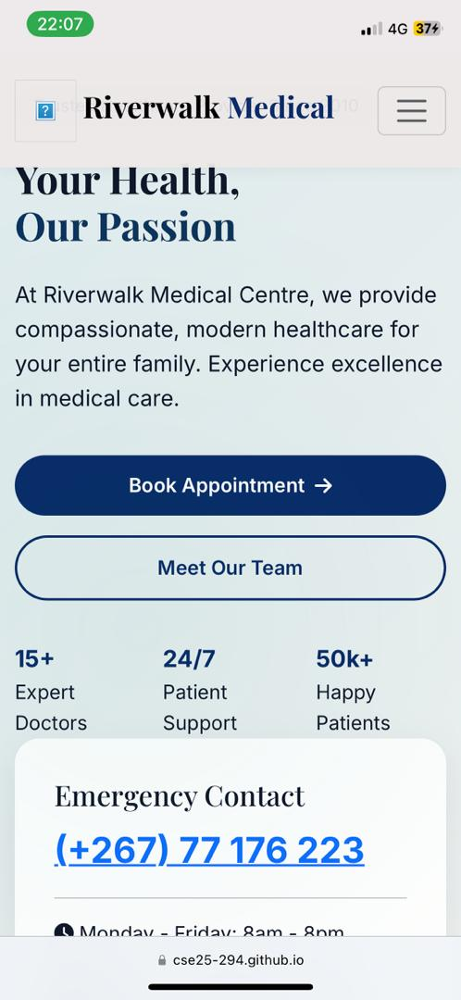 22:07
4G 37
Riverwalk Medical
Your Health,
Our Passion
At Riverwalk Medical Centre, we provide
compassionate, modern healthcare for
your entire family. Experience excellence
in medical care.
Book Appointment →
Meet Our Team
15+ 24/7 50k+
Expert Patient Happy
Doctors Support Patients
Emergency Contact
(+267) 77 176 223
Monday - Friday: 8am - 8pm
cse25-294.github.io